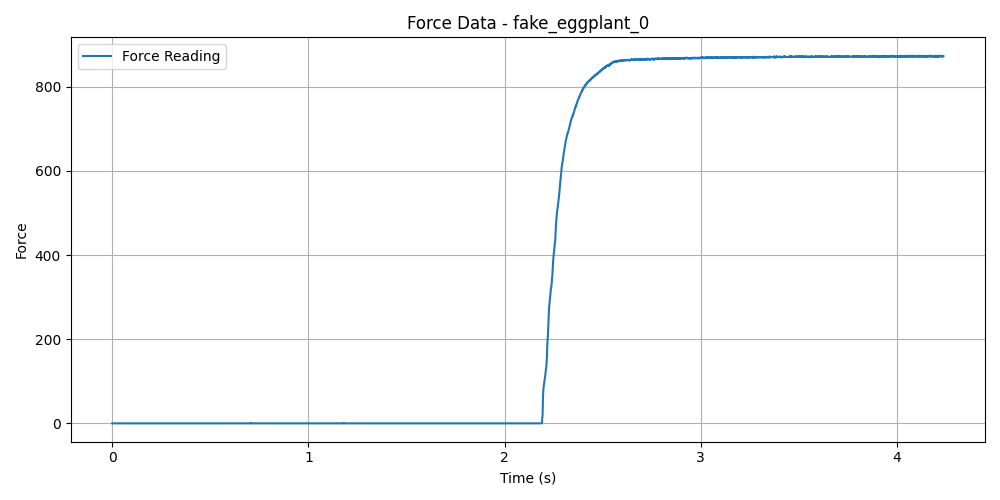 Force Data - fake_eggplant_0
Force Reading
800
600
400
200
0
Force
0 1 2 3 4
Time (s)